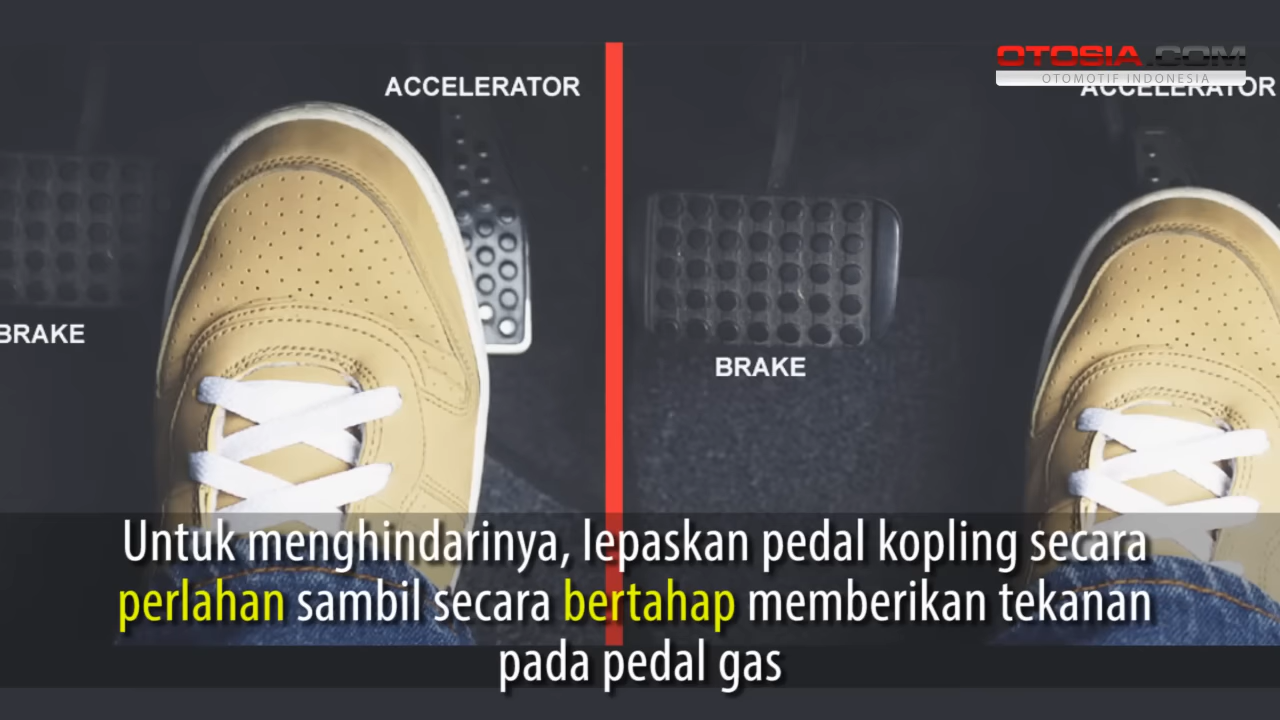 OTOSIA.COM
OTOMOTIF INDONESIA
ACCELERATOR
ACCELERATOR
BRAKE
BRAKE
Untuk menghindarinya, lepaskan pedal kopling secara
perlahan sambil secara bertahap memberikan tekanan
pada pedal gas